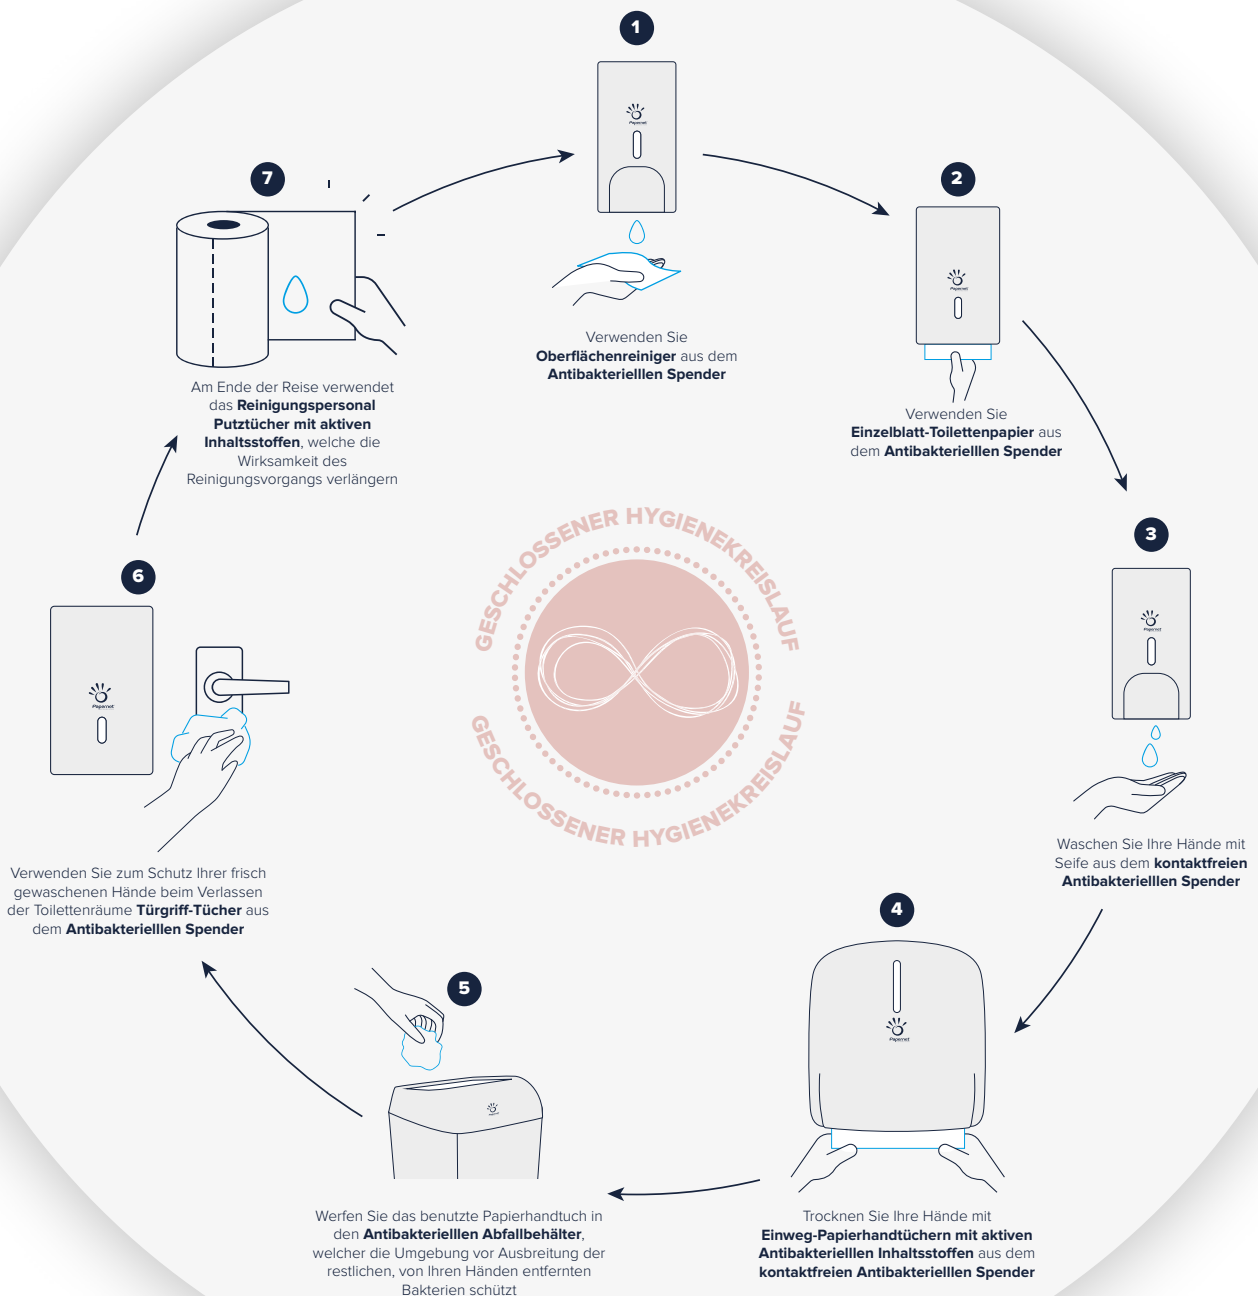 1
Papernet
Verwenden Sie
Oberflächenreiniger aus dem
Antibakterielllen Spender
2
Papernet
Verwenden Sie
Einzelblatt-Toilettenpapier aus
dem Antibakterielllen Spender
3
Papernet
Waschen Sie Ihre Hände mit
Seife aus dem kontaktfreien
Antibakterielllen Spender
4
Papernet
Trocknen Sie Ihre Hände mit
Einweg-Papierhandtüchern mit aktiven
Antibakterielllen Inhaltsstoffen aus dem
kontaktfreien Antibakterielllen Spender
5
Werfen Sie das benutzte Papierhandtuch in
den Antibakterielllen Abfallbehälter,
welcher die Umgebung vor Ausbreitung der
restlichen, von Ihren Händen entfernten
Bakterien schützt
6
Papernet
Verwenden Sie zum Schutz Ihrer frisch
gewaschenen Hände beim Verlassen
der Toilettenräume Türgriff-Tücher aus
dem Antibakterielllen Spender
7
Am Ende der Reise verwendet
das Reinigungspersonal
Putztücher mit aktiven
Inhaltsstoffen, welche die
Wirksamkeit des
Reinigungsvorgangs verlängern
GESCHLOSSENER HYGIENEKREISLAUF
GESCHLOSSENER HYGIENEKREISLAUF